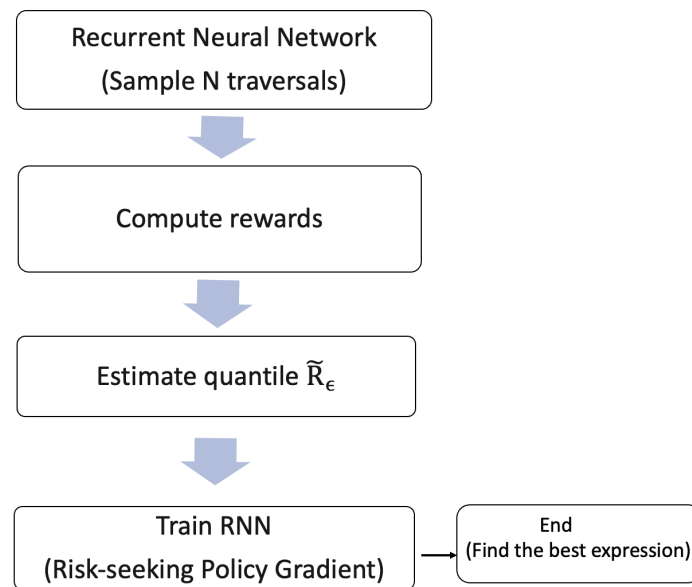 Recurrent Neural Network
(Sample N traversals)
Compute rewards
Estimate quantile R̃ϵ
Train RNN
(Risk-seeking Policy Gradient)
End
(Find the best expression)